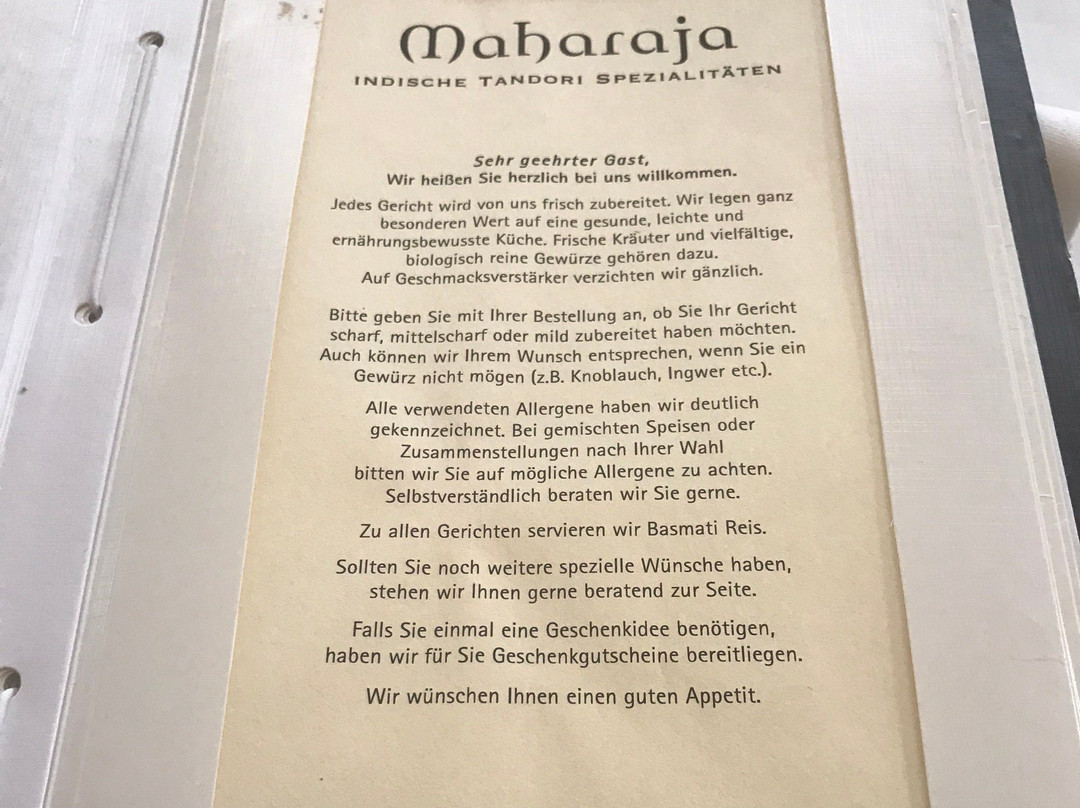 Maharaja
INDISCHE TANDORI SPEZIALITÄTEN
Sehr geehrter Gast,
Wir heißen Sie herzlich bei uns willkommen.
Jedes Gericht wird von uns frisch zubereitet. Wir legen ganz
besonderen Wert auf eine gesunde, leichte und
ernährungsbewusste Küche. Frische Kräuter und vielfältige,
biologisch reine Gewürze gehören dazu.
Auf Geschmacksverstärker verzichten wir gänzlich.
Bitte geben Sie mit Ihrer Bestellung an, ob Sie Ihr Gericht
scharf, mittelscharf oder mild zubereitet haben möchten.
Auch können wir Ihrem Wunsch entsprechen, wenn Sie ein
Gewürz nicht mögen (z.B. Knoblauch, Ingwer etc.).
Alle verwendeten Allergene haben wir deutlich
gekennzeichnet. Bei gemischten Speisen oder
Zusammenstellungen nach Ihrer Wahl
bitten wir Sie auf mögliche Allergene zu achten.
Selbstverständlich beraten wir Sie gerne.
Zu allen Gerichten servieren wir Basmati Reis.
Sollten Sie noch weitere spezielle Wünsche haben,
stehen wir Ihnen gerne beratend zur Seite.
Falls Sie einmal eine Geschenkidee benötigen,
haben wir für Sie Geschenkgutscheine bereitliegen.
Wir wünschen Ihnen einen guten Appetit.